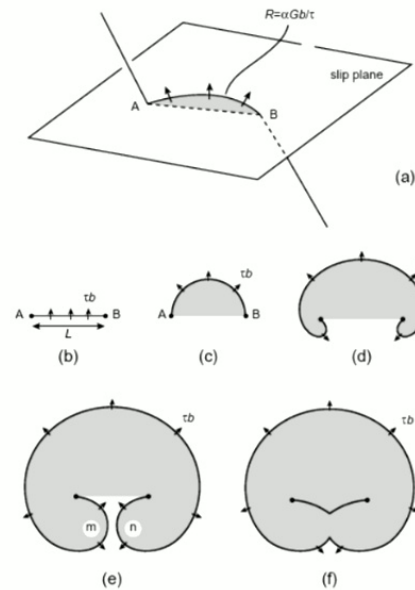 R=αGb/τ
slip plane
A
B
(a)
τb
A
B
L
(b)
τb
A
B
(c)
(d)
τb
m
n
(e)
τb
(f)